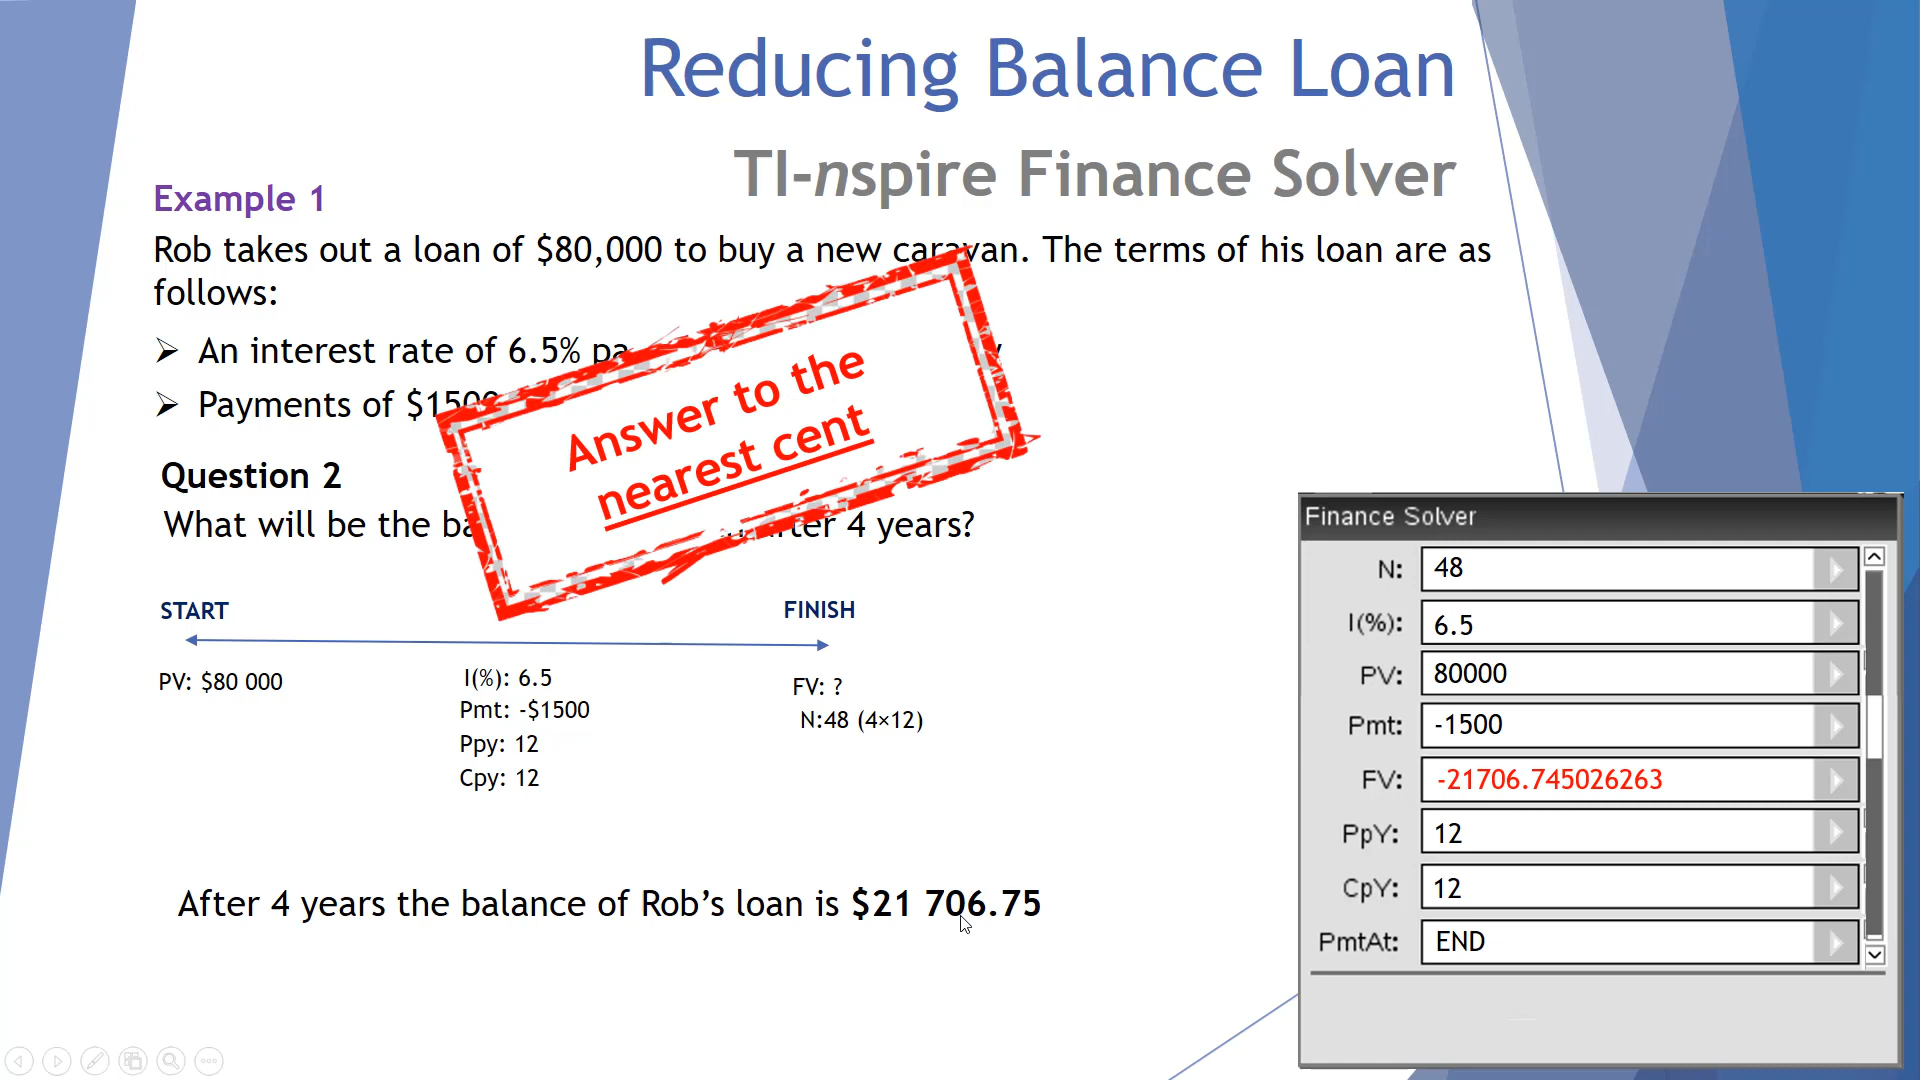 Reducing Balance Loan
TI-nspire Finance Solver
Example 1
Rob takes out a loan of $80,000 to buy a new caravan. The terms of his loan are as
follows:
➢ An interest rate of 6.5%
➢ Payments of $1500
Answer to the
nearest cent
Question 2
What will be the after 4 years?
START
FINISH
PV: $80 000
I(%): 6.5
Pmt: -$1500
Ppy: 12
Cpy: 12
FV: ?
N:48 (4×12)
After 4 years the balance of Rob's loan is $21 706.75
Finance Solver
N: 48
I(%): 6.5
PV: 80000
Pmt: -1500
FV: -21706.745026263
PpY: 12
CpY: 12
PmtAt: END